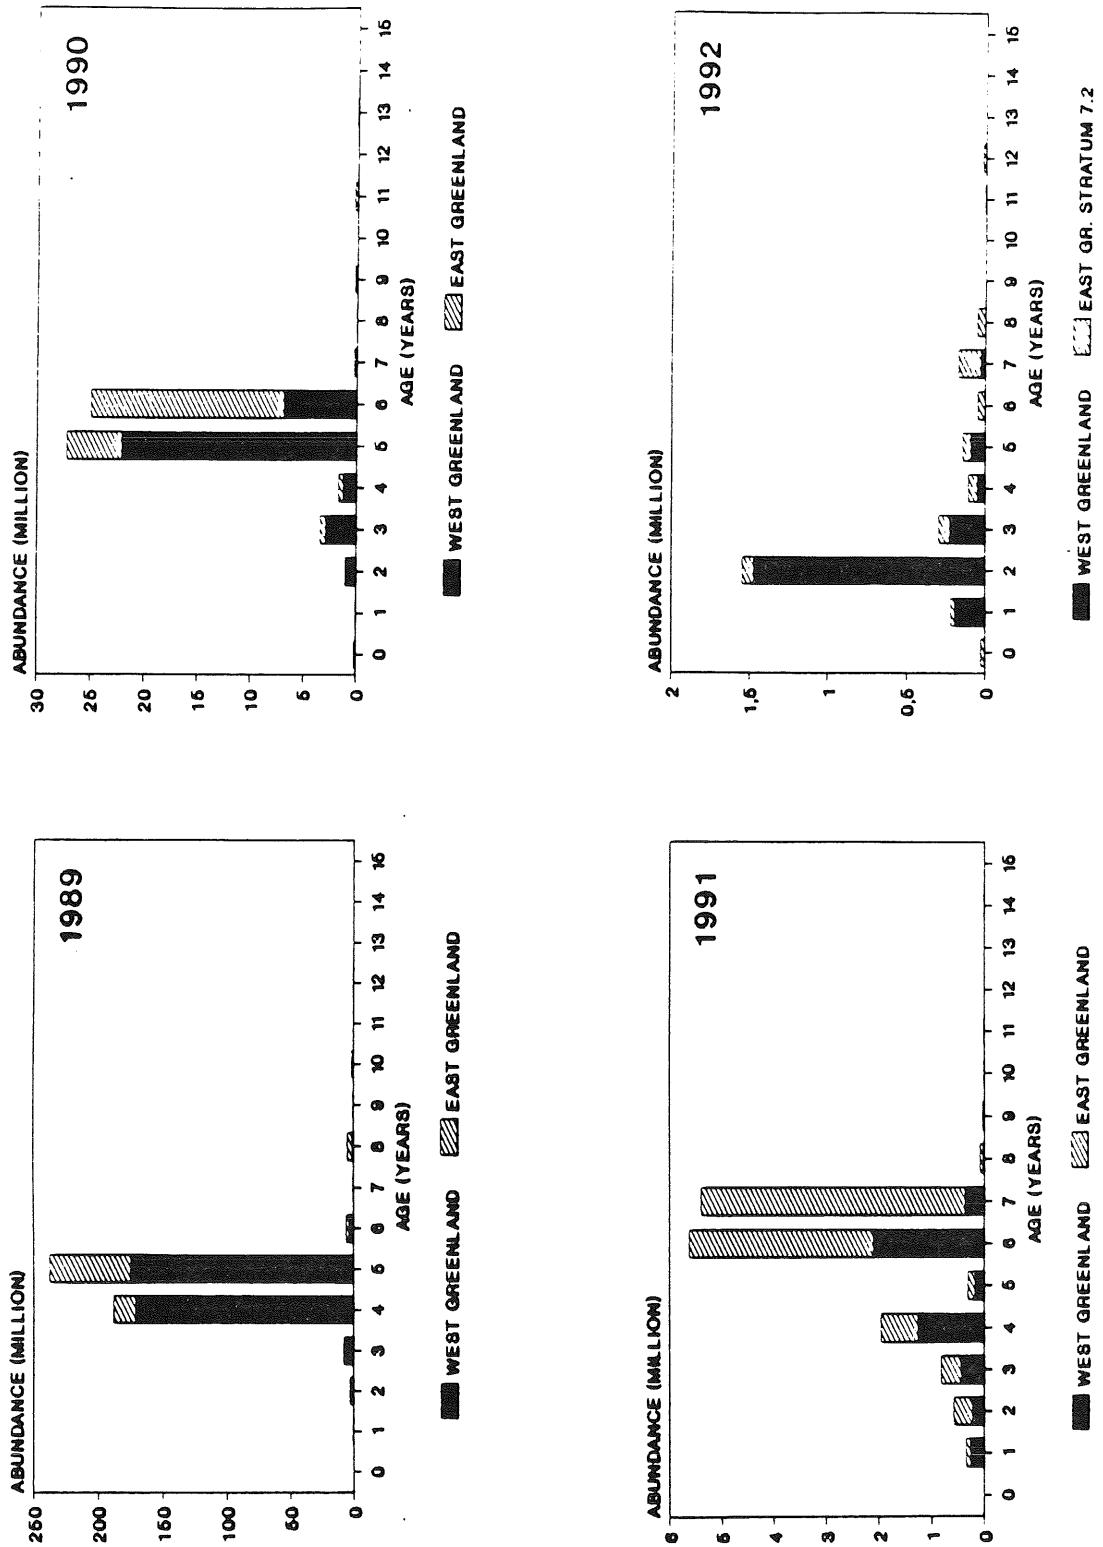 ABUNDANCE (MILLION)
1989
250
200
150
100
50
0
0 1 2 3 4 5 6 7 8 9 10 11 12 13 14 15
AGE (YEARS)
WEST GREENLAND EAST GREENLAND
ABUNDANCE (MILLION)
1990
30
25
20
15
10
5
0
0 1 2 3 4 5 6 7 8 9 10 11 12 13 14 15
AGE (YEARS)
WEST GREENLAND EAST GREENLAND
ABUNDANCE (MILLION)
1991
6
5
4
3
2
1
0
0 1 2 3 4 5 6 7 8 9 10 11 12 13 14 15
AGE (YEARS)
WEST GREENLAND EAST GREENLAND
ABUNDANCE (MILLION)
1992
2
1,5
1
0,5
0
0 1 2 3 4 5 6 7 8 9 10 11 12 13 14 15
AGE (YEARS)
WEST GREENLAND EAST GR. STRATUM 7.2